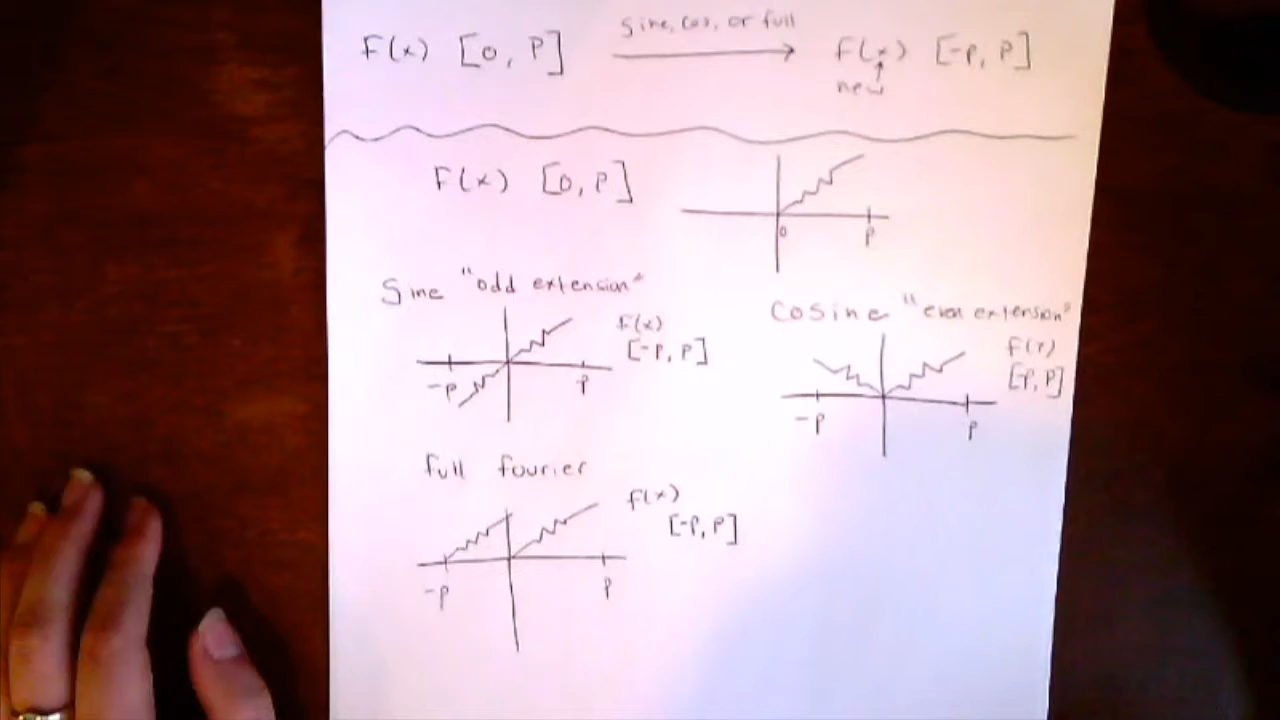 F(x) [0, P] Sine, Cos, or full F(x) [-P, P]
new
F(x) [0, P]
0 P
Sine "odd extension"
F(x)
[-P, P]
-P P
Cosine "even extension"
F(x)
[-P, P]
-P P
full fourier
f(x)
[-P, P]
-P P